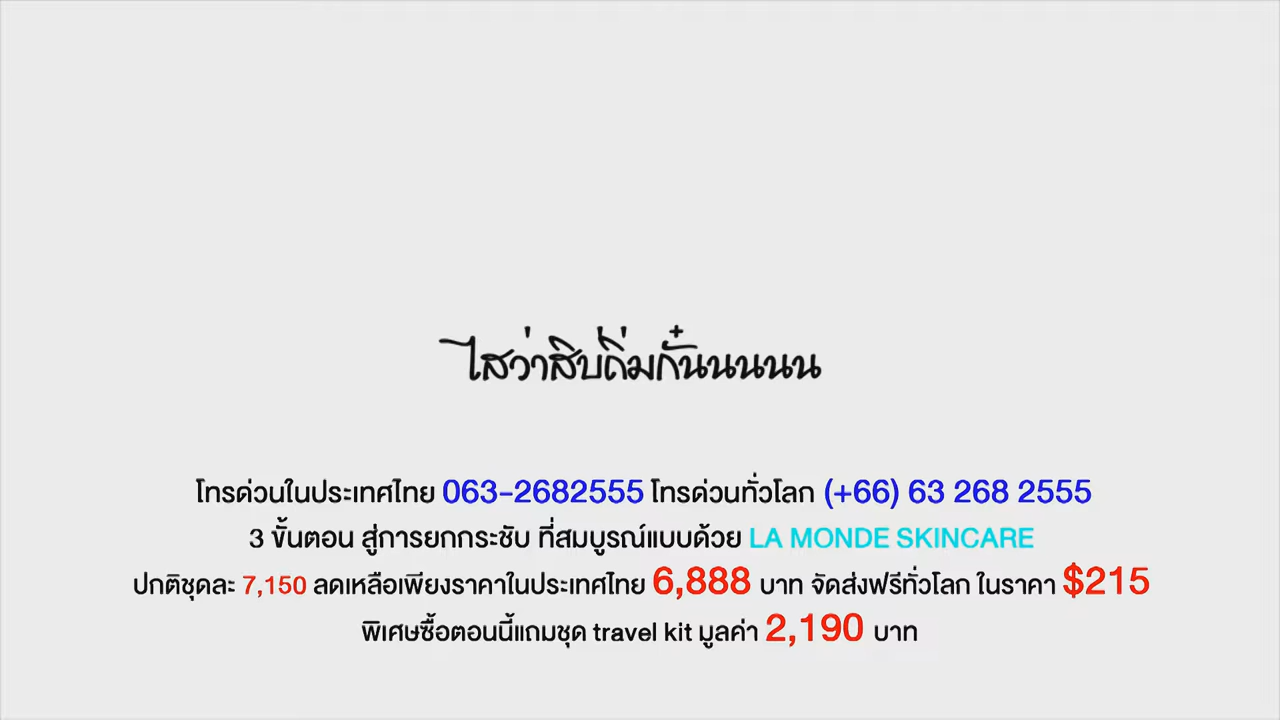 ไสว่าสิบ่ถิ่มกั๋นนนนน
โทรด่วนในประเทศไทย 063-2682555 โทรด่วนทั่วโลก (+66) 63 268 2555
3 ขั้นตอน สู่การยกกระชับ ที่สมบูรณ์แบบด้วย LA MONDE SKINCARE
ปกติชุดละ 7,150 ลดเหลือเพียงราคาในประเทศไทย 6,888 บาท จัดส่งฟรีทั่วโลก ในราคา $215
พิเศษซื้อตอนนี้แถมชุด travel kit มูลค่า 2,190 บาท